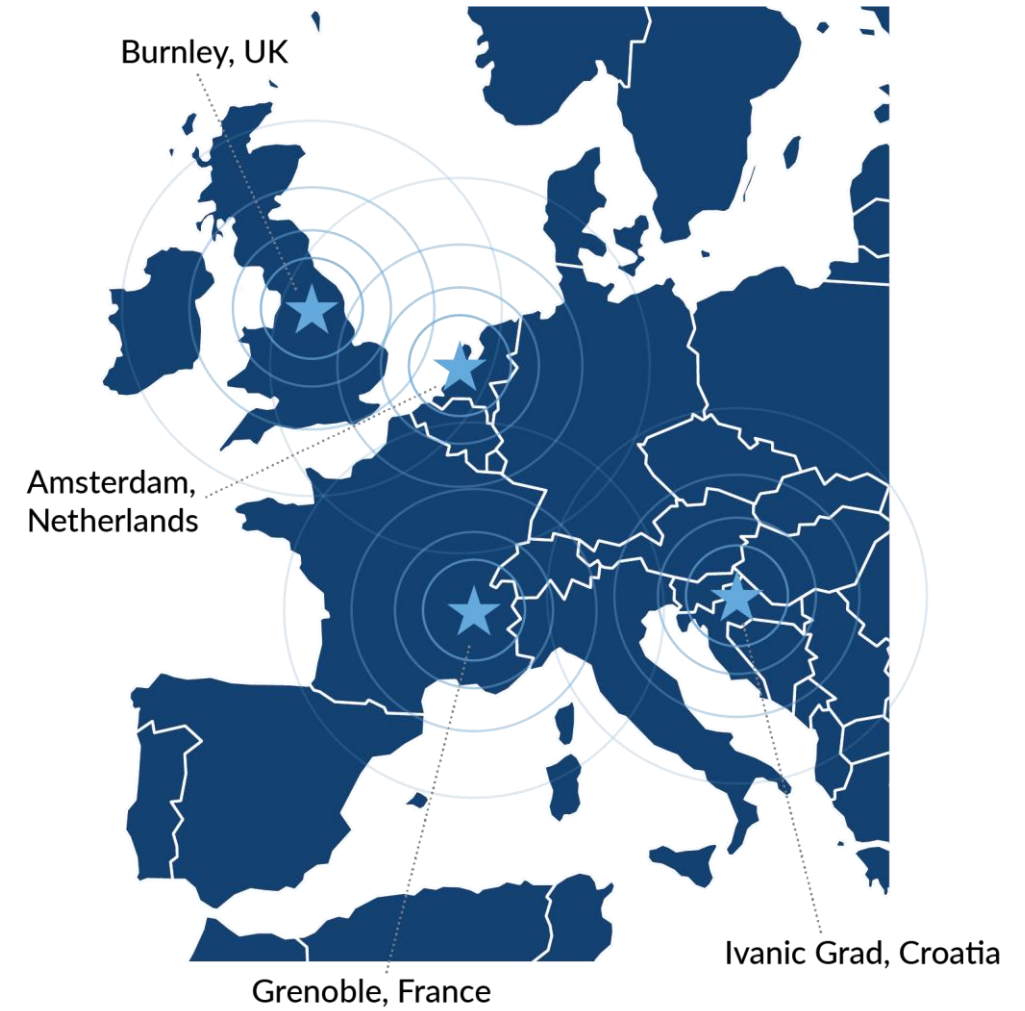 Burnley, UK
Amsterdam,
Netherlands
Ivanic Grad, Croatia
Grenoble, France